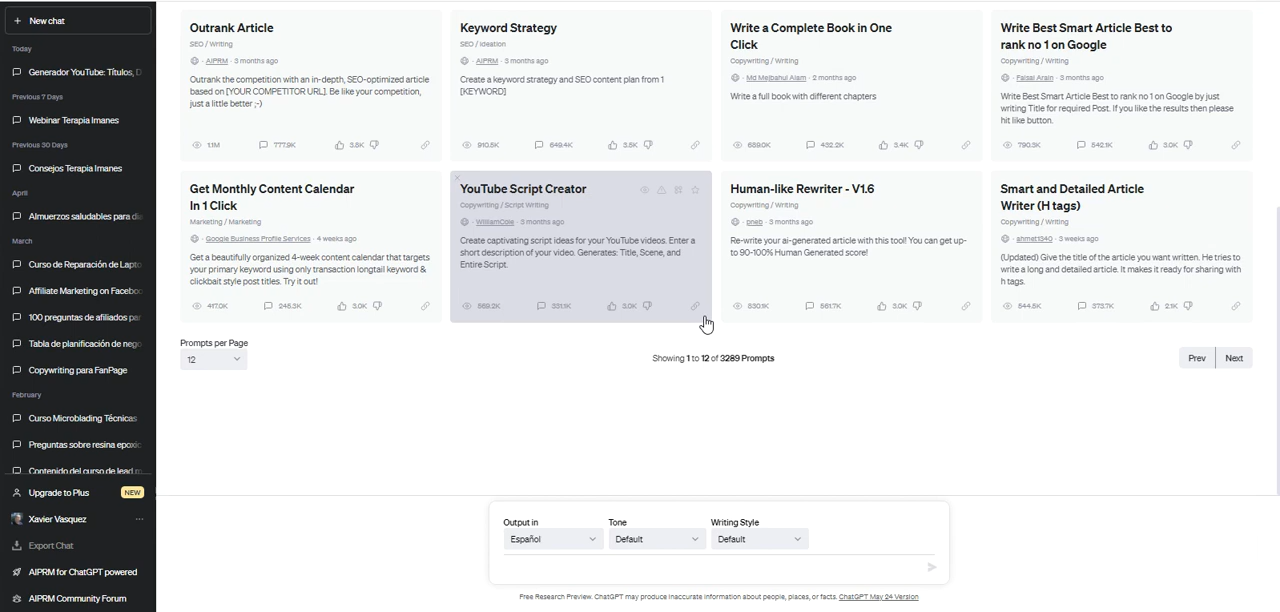 New chat
Today
Generador YouTube: Títulos, D
Previous 7 Days
Webinar Terapia Imanes
Previous 30 Days
Consejos Terapia Imanes
April
Almuerzos saludables para día
March
Curso de Reparación de Lapto
Affiliate Marketing on Faceboo
100 preguntas de afiliados par
Tabla de planificación de nego
Copywriting para FanPage
February
Curso Microblading Técnicas
Preguntas sobre resina epoxic
Contenido del curso de lead m
Upgrade to Plus NEW
Xavier Vasquez ...
Export Chat
AIPRM for ChatGPT powered
AIPRM Community Forum
Outrank Article
SEO / Writing
AIPRM · 3 months ago
Outrank the competition with an in-depth, SEO-optimized article
based on [YOUR COMPETITOR URL]. Be like your competition,
just a little better ;-)
1.1M 777.9K 3.5K
Keyword Strategy
SEO / Ideation
AIPRM · 3 months ago
Create a keyword strategy and SEO content plan from 1
[KEYWORD]
910.5K 649.4K 3.5K
Write a Complete Book in One
Click
Copywriting / Writing
Md Mejbahul Alam · 2 months ago
Write a full book with different chapters
659.0K 432.2K 3.4K
Write Best Smart Article Best to
rank no 1 on Google
Copywriting / Writing
Faisal Arain · 3 months ago
Write Best Smart Article Best to rank no 1 on Google by just
writing Title for required Post. If you like the results then please
hit like button.
790.3K 542.1K 3.0K
Get Monthly Content Calendar
In 1 Click
Marketing / Marketing
Google Business Profile Services · 4 weeks ago
Get a beautifully organized 4-week content calendar that targets
your primary keyword using only transaction longtail keyword &
clickbait style post titles. Try it out!
417.0K 245.3K 3.0K
YouTube Script Creator
Copywriting / Script Writing
WilliamCole · 3 months ago
Create captivating script ideas for your YouTube videos. Enter a
short description of your video. Generates: Title, Scene, and
Entire Script.
569.2K 331.1K 3.0K
Human-like Rewriter - V1.6
Copywriting / Writing
pneb · 3 months ago
Re-write your ai-generated article with this tool! You can get up-
to 90-100% Human Generated score!
830.1K 561.7K 3.0K
Smart and Detailed Article
Writer (H tags)
Copywriting / Writing
ahmet1340 · 3 weeks ago
(Updated) Give the title of the article you want written. He tries to
write a long and detailed article. It makes it ready for sharing with
h tags.
544.5K 373.7K 2.1K
Prompts per Page
12
Showing 1 to 12 of 3289 Prompts
Prev Next
Output in Tone Writing Style
Español Default Default
Free Research Preview. ChatGPT may produce inaccurate information about people, places, or facts. ChatGPT May 24 Version